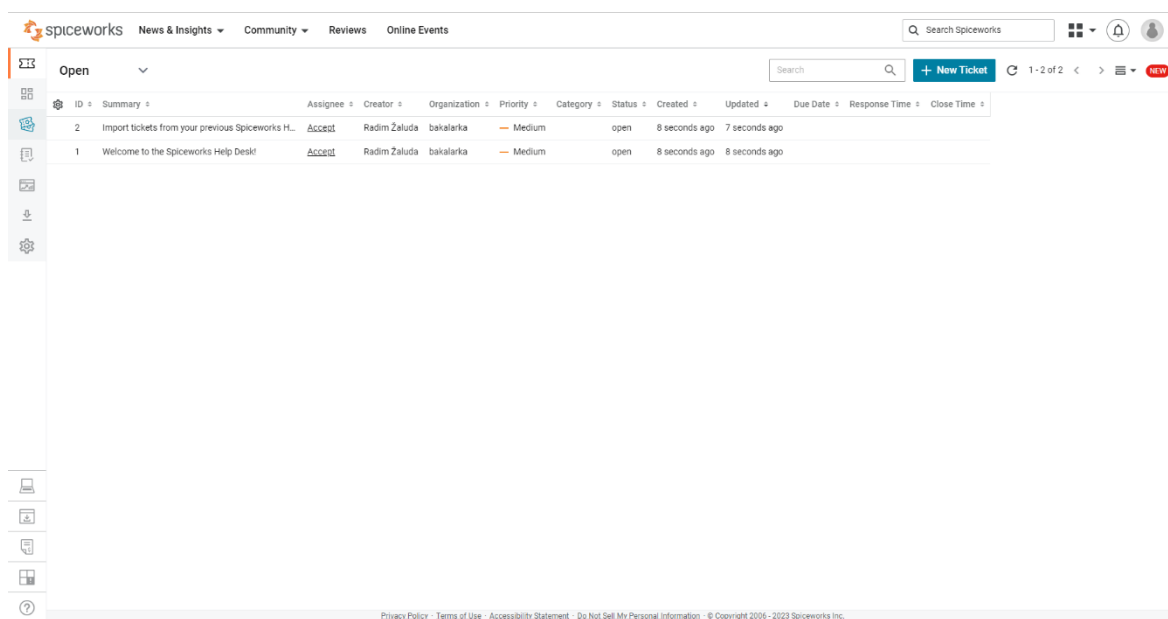 spiceworks News & Insights Community Reviews Online Events Search Spiceworks
Open Search + New Ticket 1 - 2 of 2 NEW
ID Summary Assignee Creator Organization Priority Category Status Created Updated Due Date Response Time Close Time
2 Import tickets from your previous Spiceworks H... Accept Radim Žaluda bakalarka Medium open 8 seconds ago 7 seconds ago
1 Welcome to the Spiceworks Help Desk! Accept Radim Žaluda bakalarka Medium open 8 seconds ago 8 seconds ago
Privacy Policy - Terms of Use - Accessibility Statement - Do Not Sell My Personal Information - © Copyright 2006 - 2023 Spiceworks Inc.